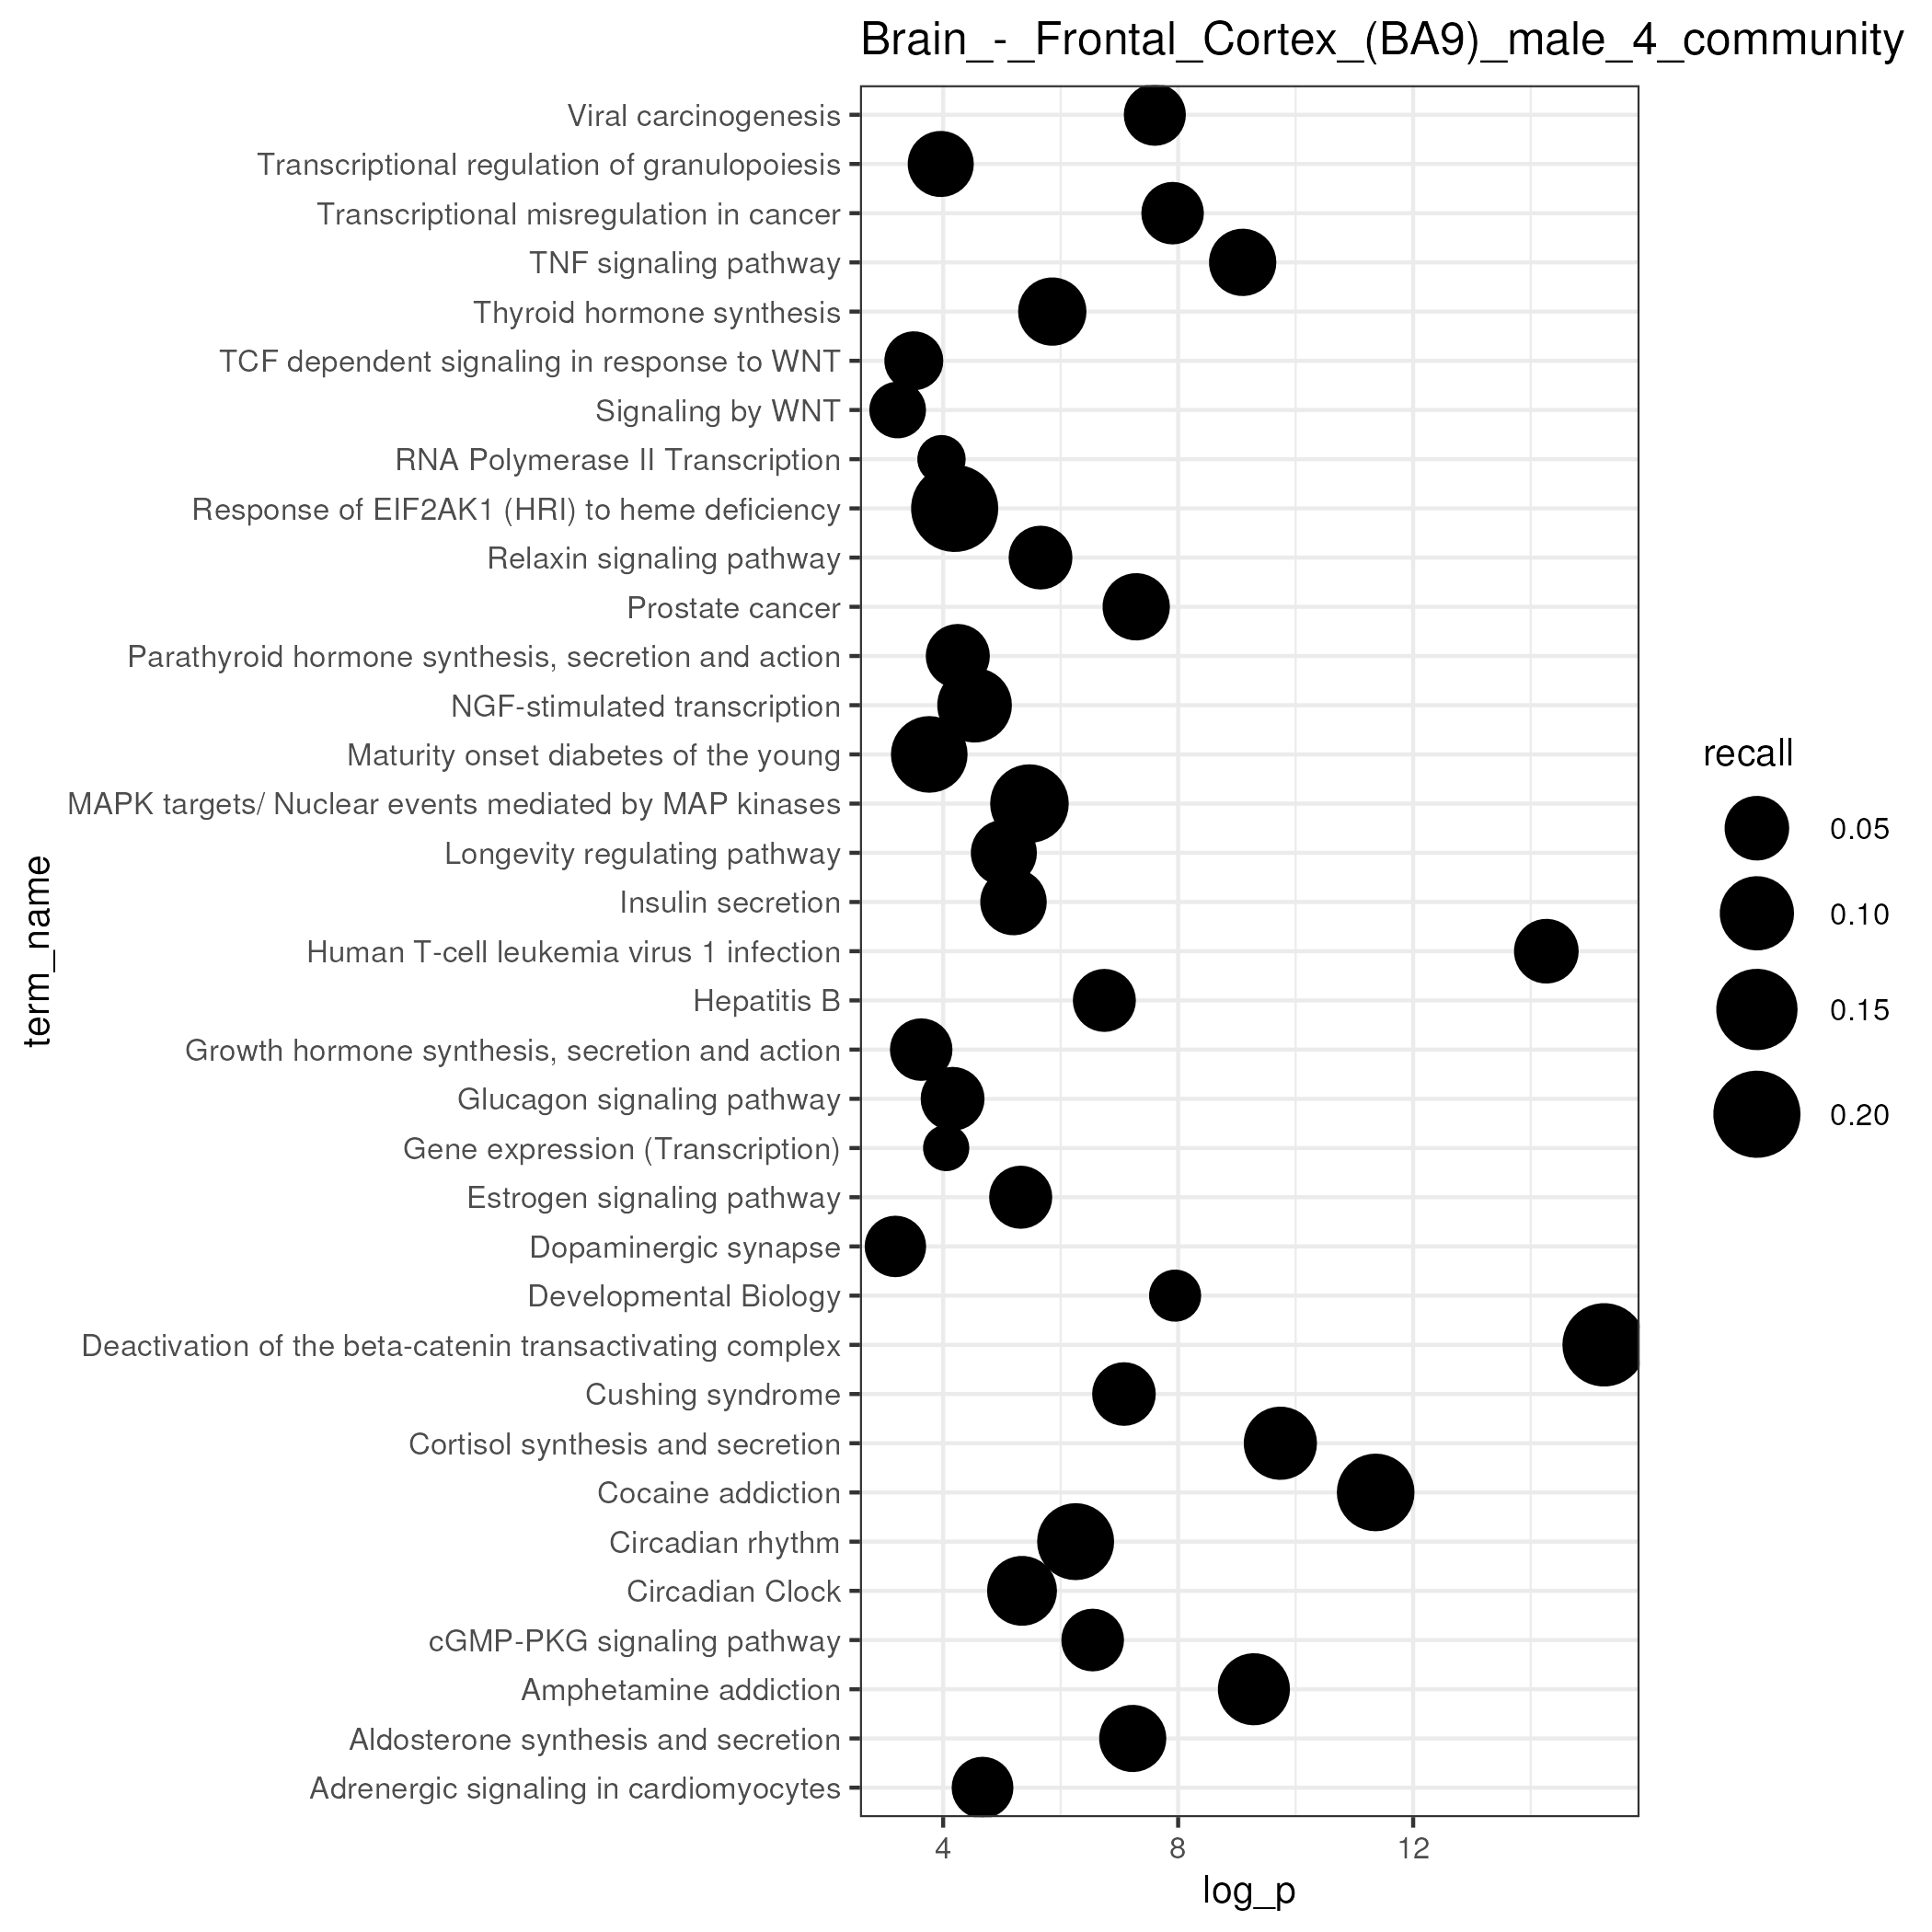 Brain_-_Frontal_Cortex_(BA9)_male_4_community
Viral carcinogenesis
Transcriptional regulation of granulopoiesis
Transcriptional misregulation in cancer
TNF signaling pathway
Thyroid hormone synthesis
TCF dependent signaling in response to WNT
Signaling by WNT
RNA Polymerase II Transcription
Response of EIF2AK1 (HRI) to heme deficiency
Relaxin signaling pathway
Prostate cancer
Parathyroid hormone synthesis, secretion and action
NGF-stimulated transcription
Maturity onset diabetes of the young
MAPK targets/ Nuclear events mediated by MAP kinases
Longevity regulating pathway
Insulin secretion
Human T-cell leukemia virus 1 infection
Hepatitis B
Growth hormone synthesis, secretion and action
Glucagon signaling pathway
Gene expression (Transcription)
Estrogen signaling pathway
Dopaminergic synapse
Developmental Biology
Deactivation of the beta-catenin transactivating complex
Cushing syndrome
Cortisol synthesis and secretion
Cocaine addiction
Circadian rhythm
Circadian Clock
cGMP-PKG signaling pathway
Amphetamine addiction
Aldosterone synthesis and secretion
Adrenergic signaling in cardiomyocytes
term_name
4 8 12
log_p
recall
0.05
0.10
0.15
0.20